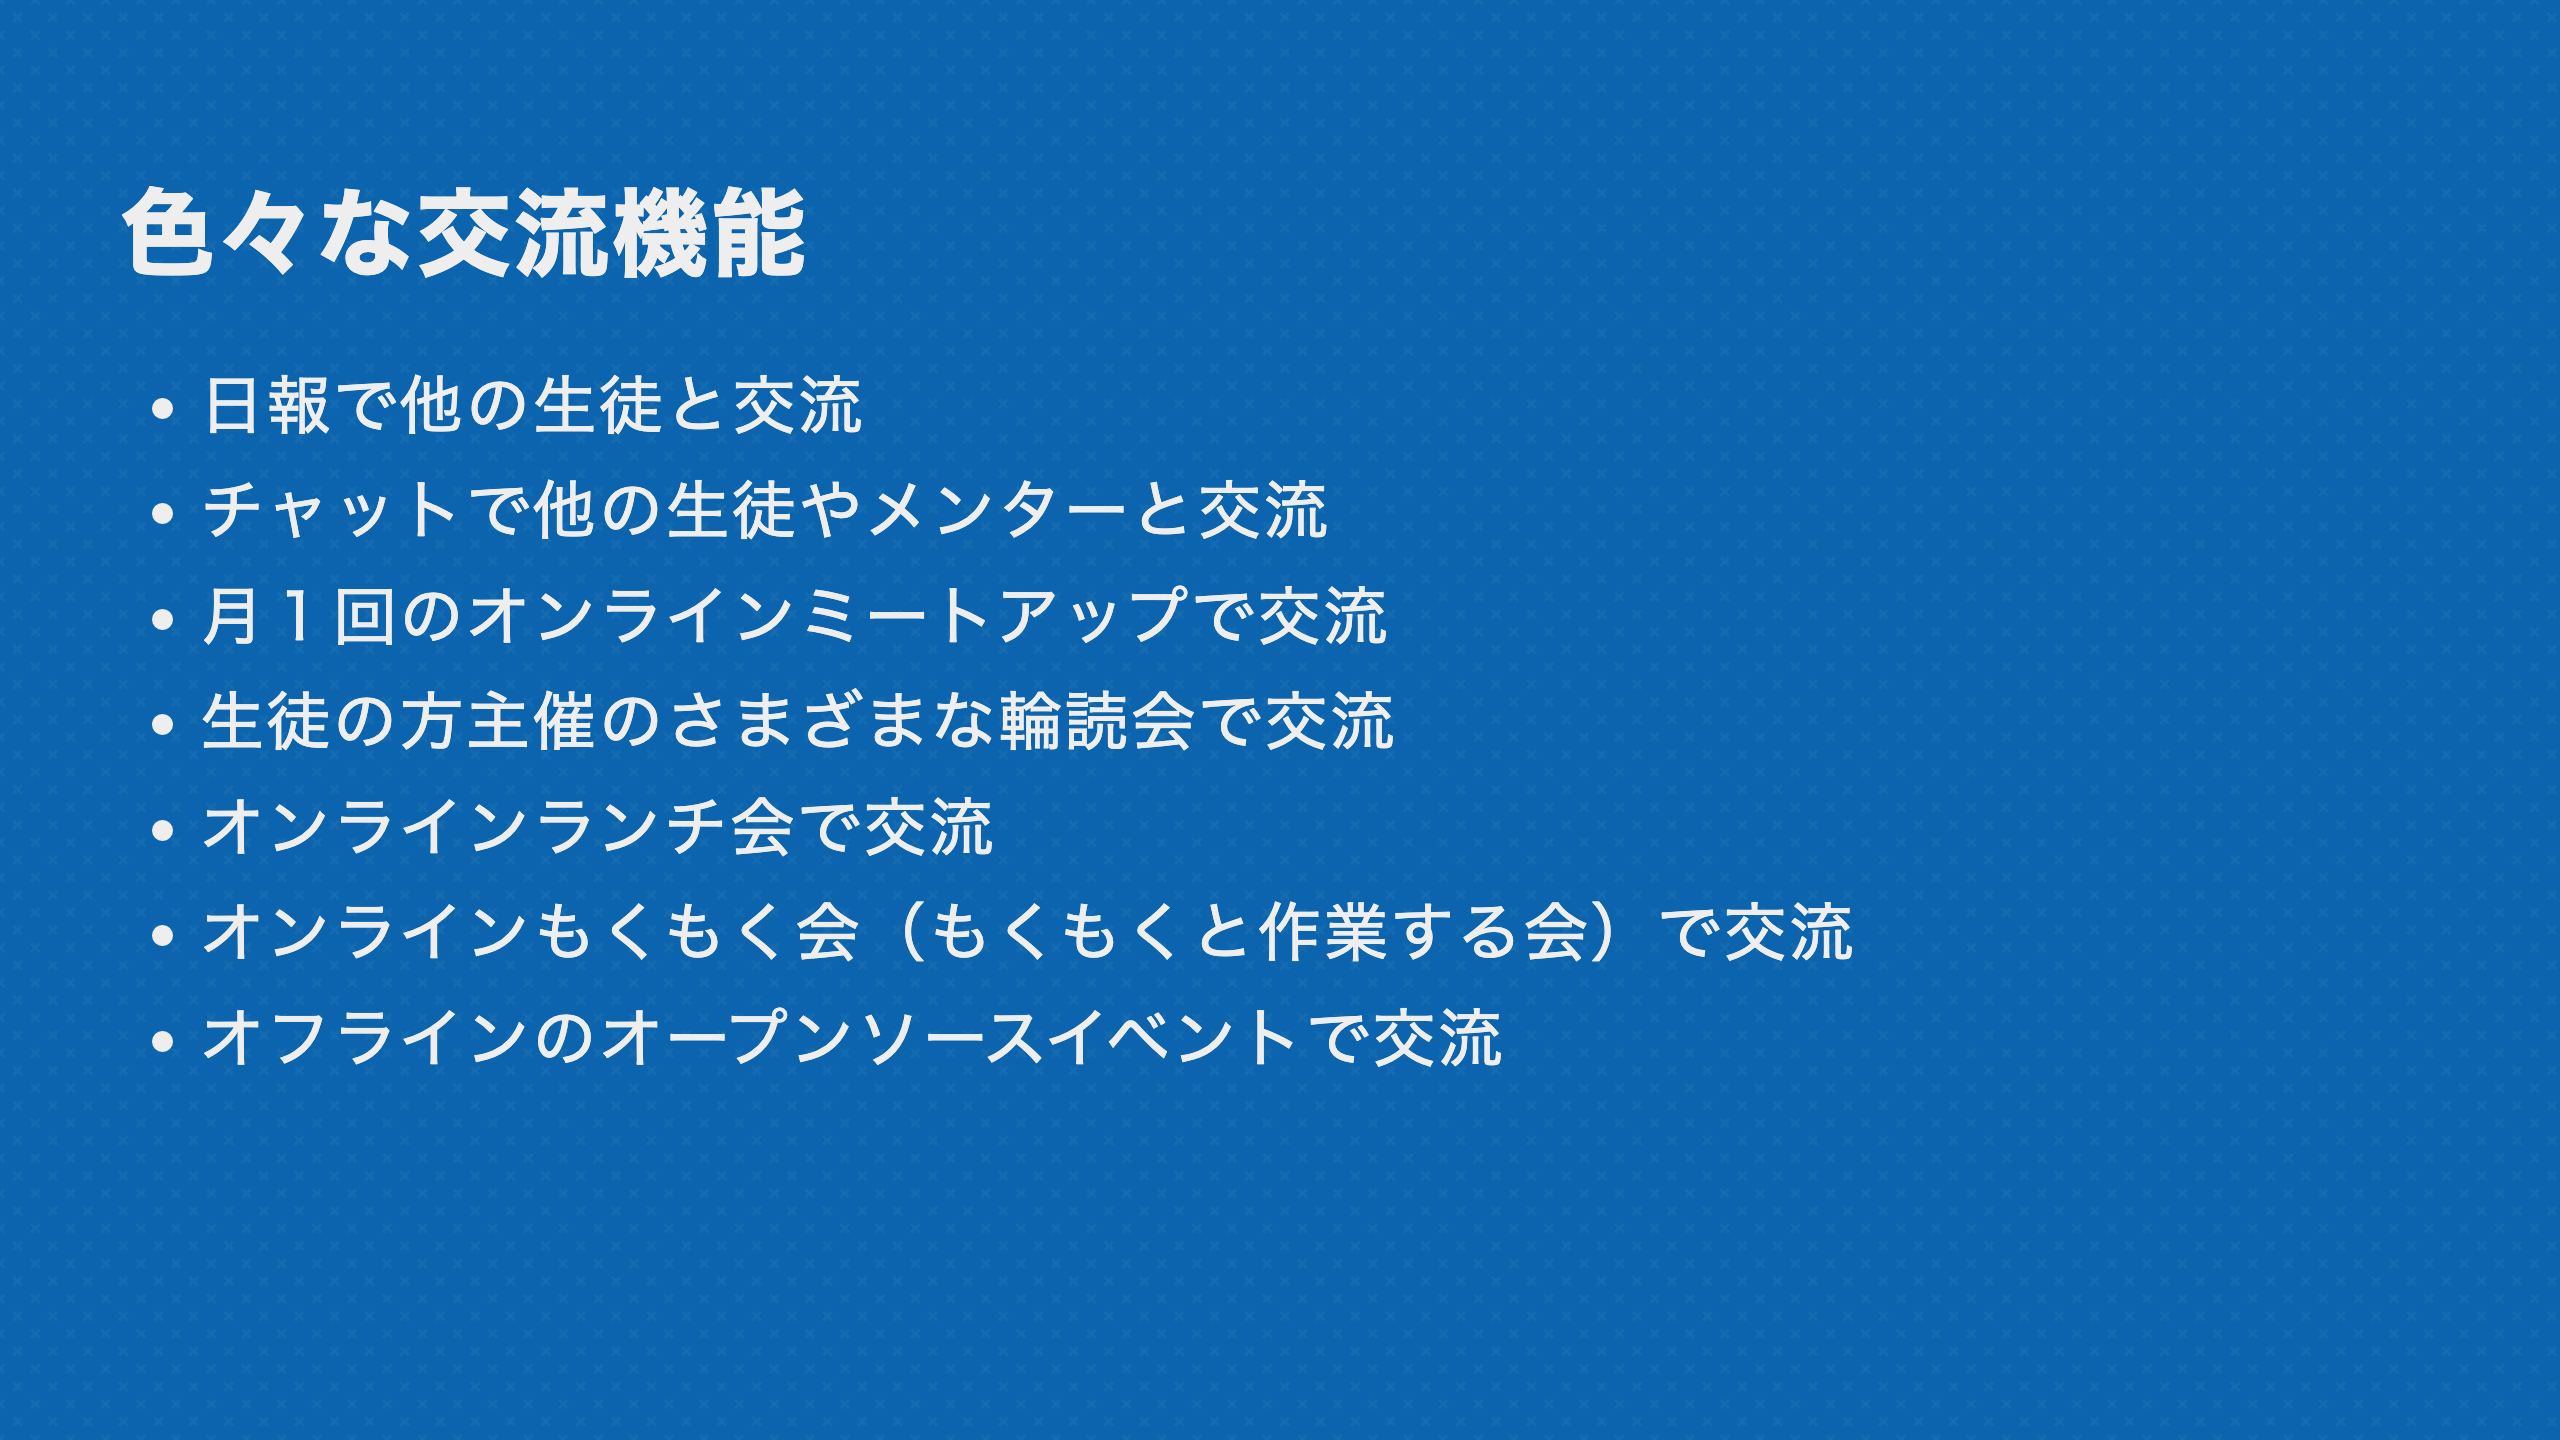 色々な交流機能
• 日報で他の生徒と交流
• チャットで他の生徒やメンターと交流
• 月１回のオンラインミートアップで交流
• 生徒の方主催のさまざまな輪読会で交流
• オンラインランチ会で交流
• オンラインもくもく会（もくもくと作業する会）で交流
• オフラインのオープンソースイベントで交流